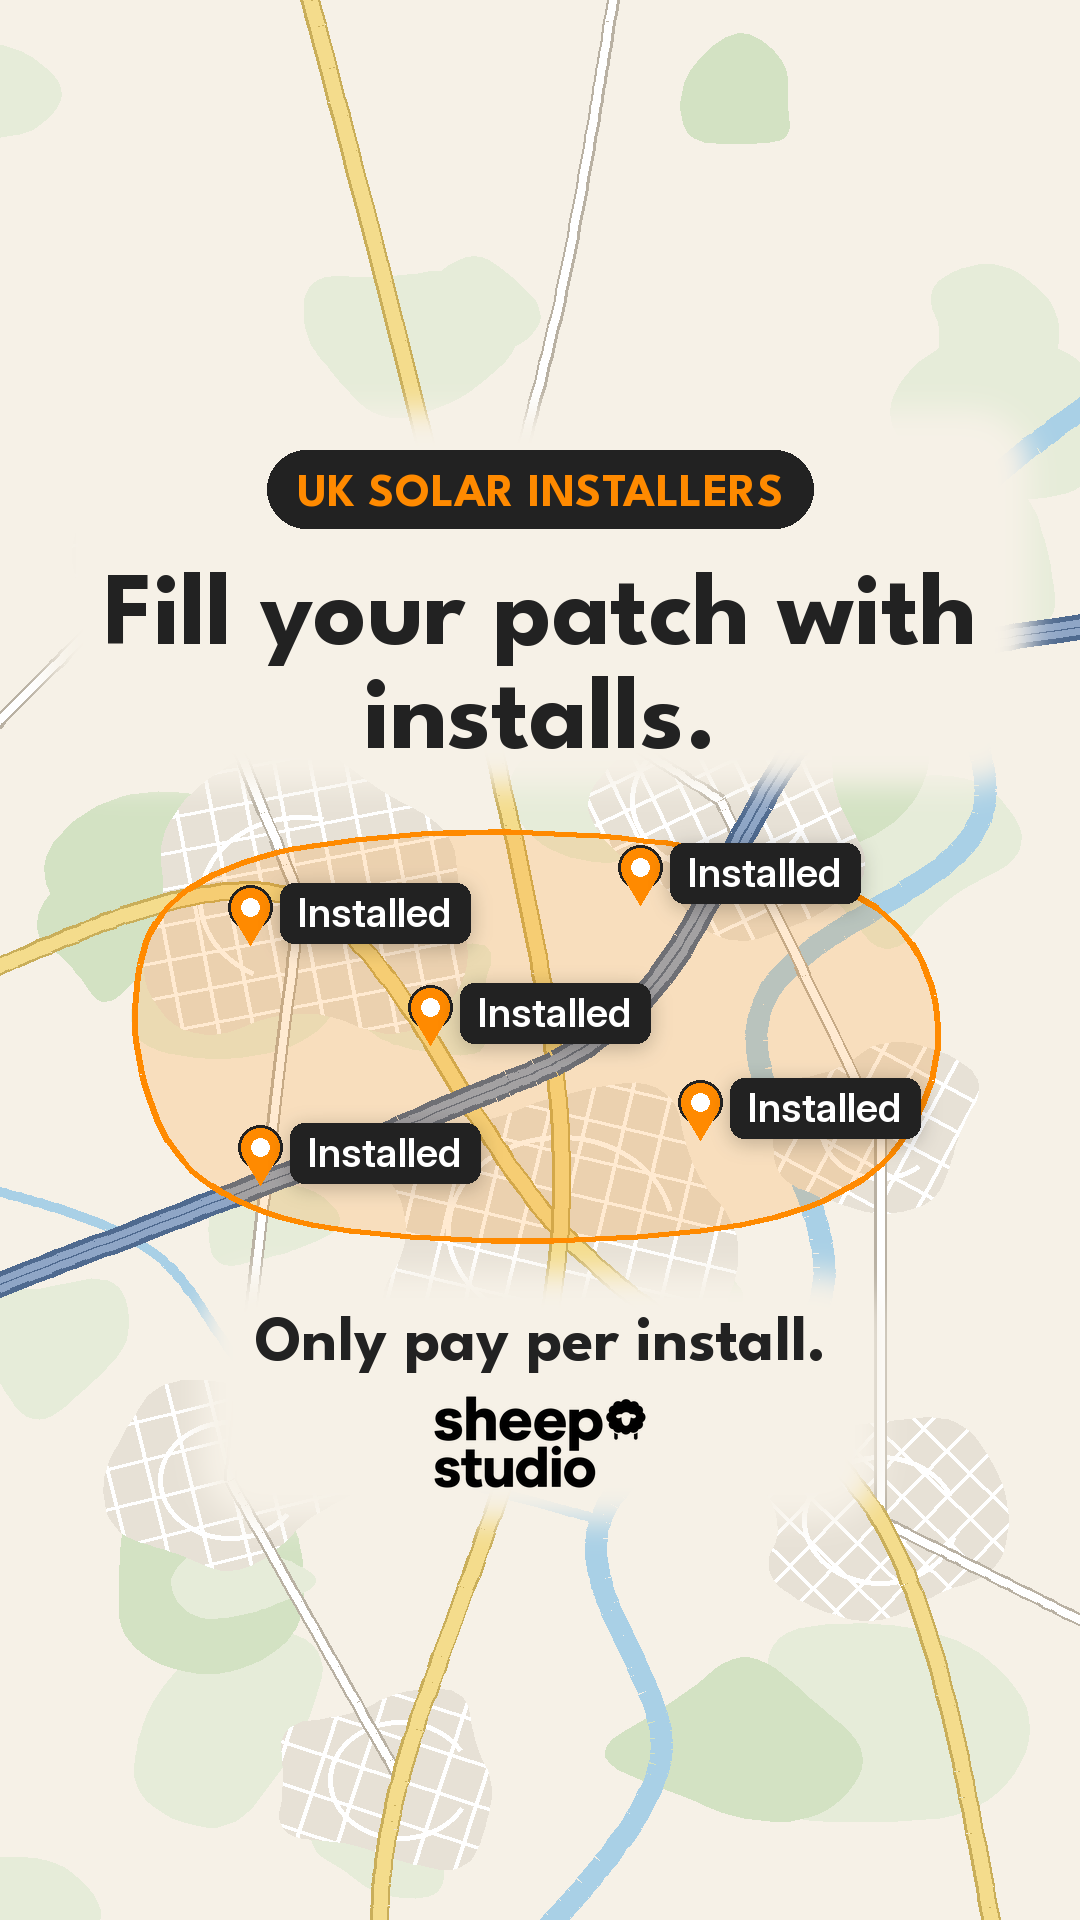 UK SOLAR INSTALLERS
Fill your patch with
installs.
Installed
Installed
Installed
Installed
Installed
Only pay per install.
sheep
studio